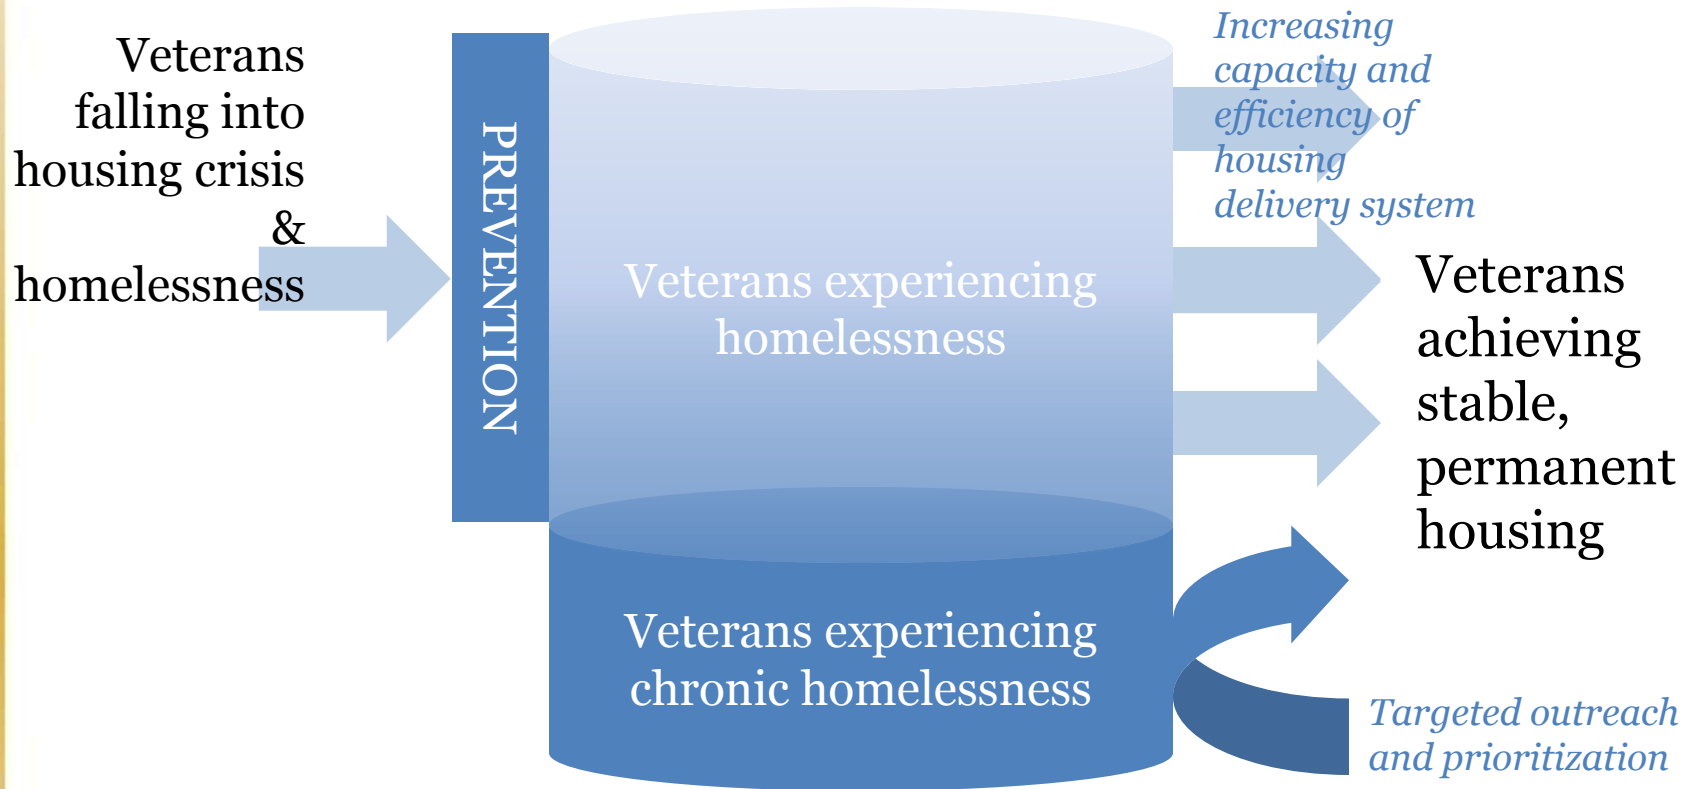 Veterans
falling into
housing crisis
&
homelessness
PREVENTION
Veterans experiencing
homelessness
Veterans experiencing
chronic homelessness
Increasing
capacity and
efficiency of
housing
delivery system
Veterans
achieving
stable,
permanent
housing
Targeted outreach
and prioritization